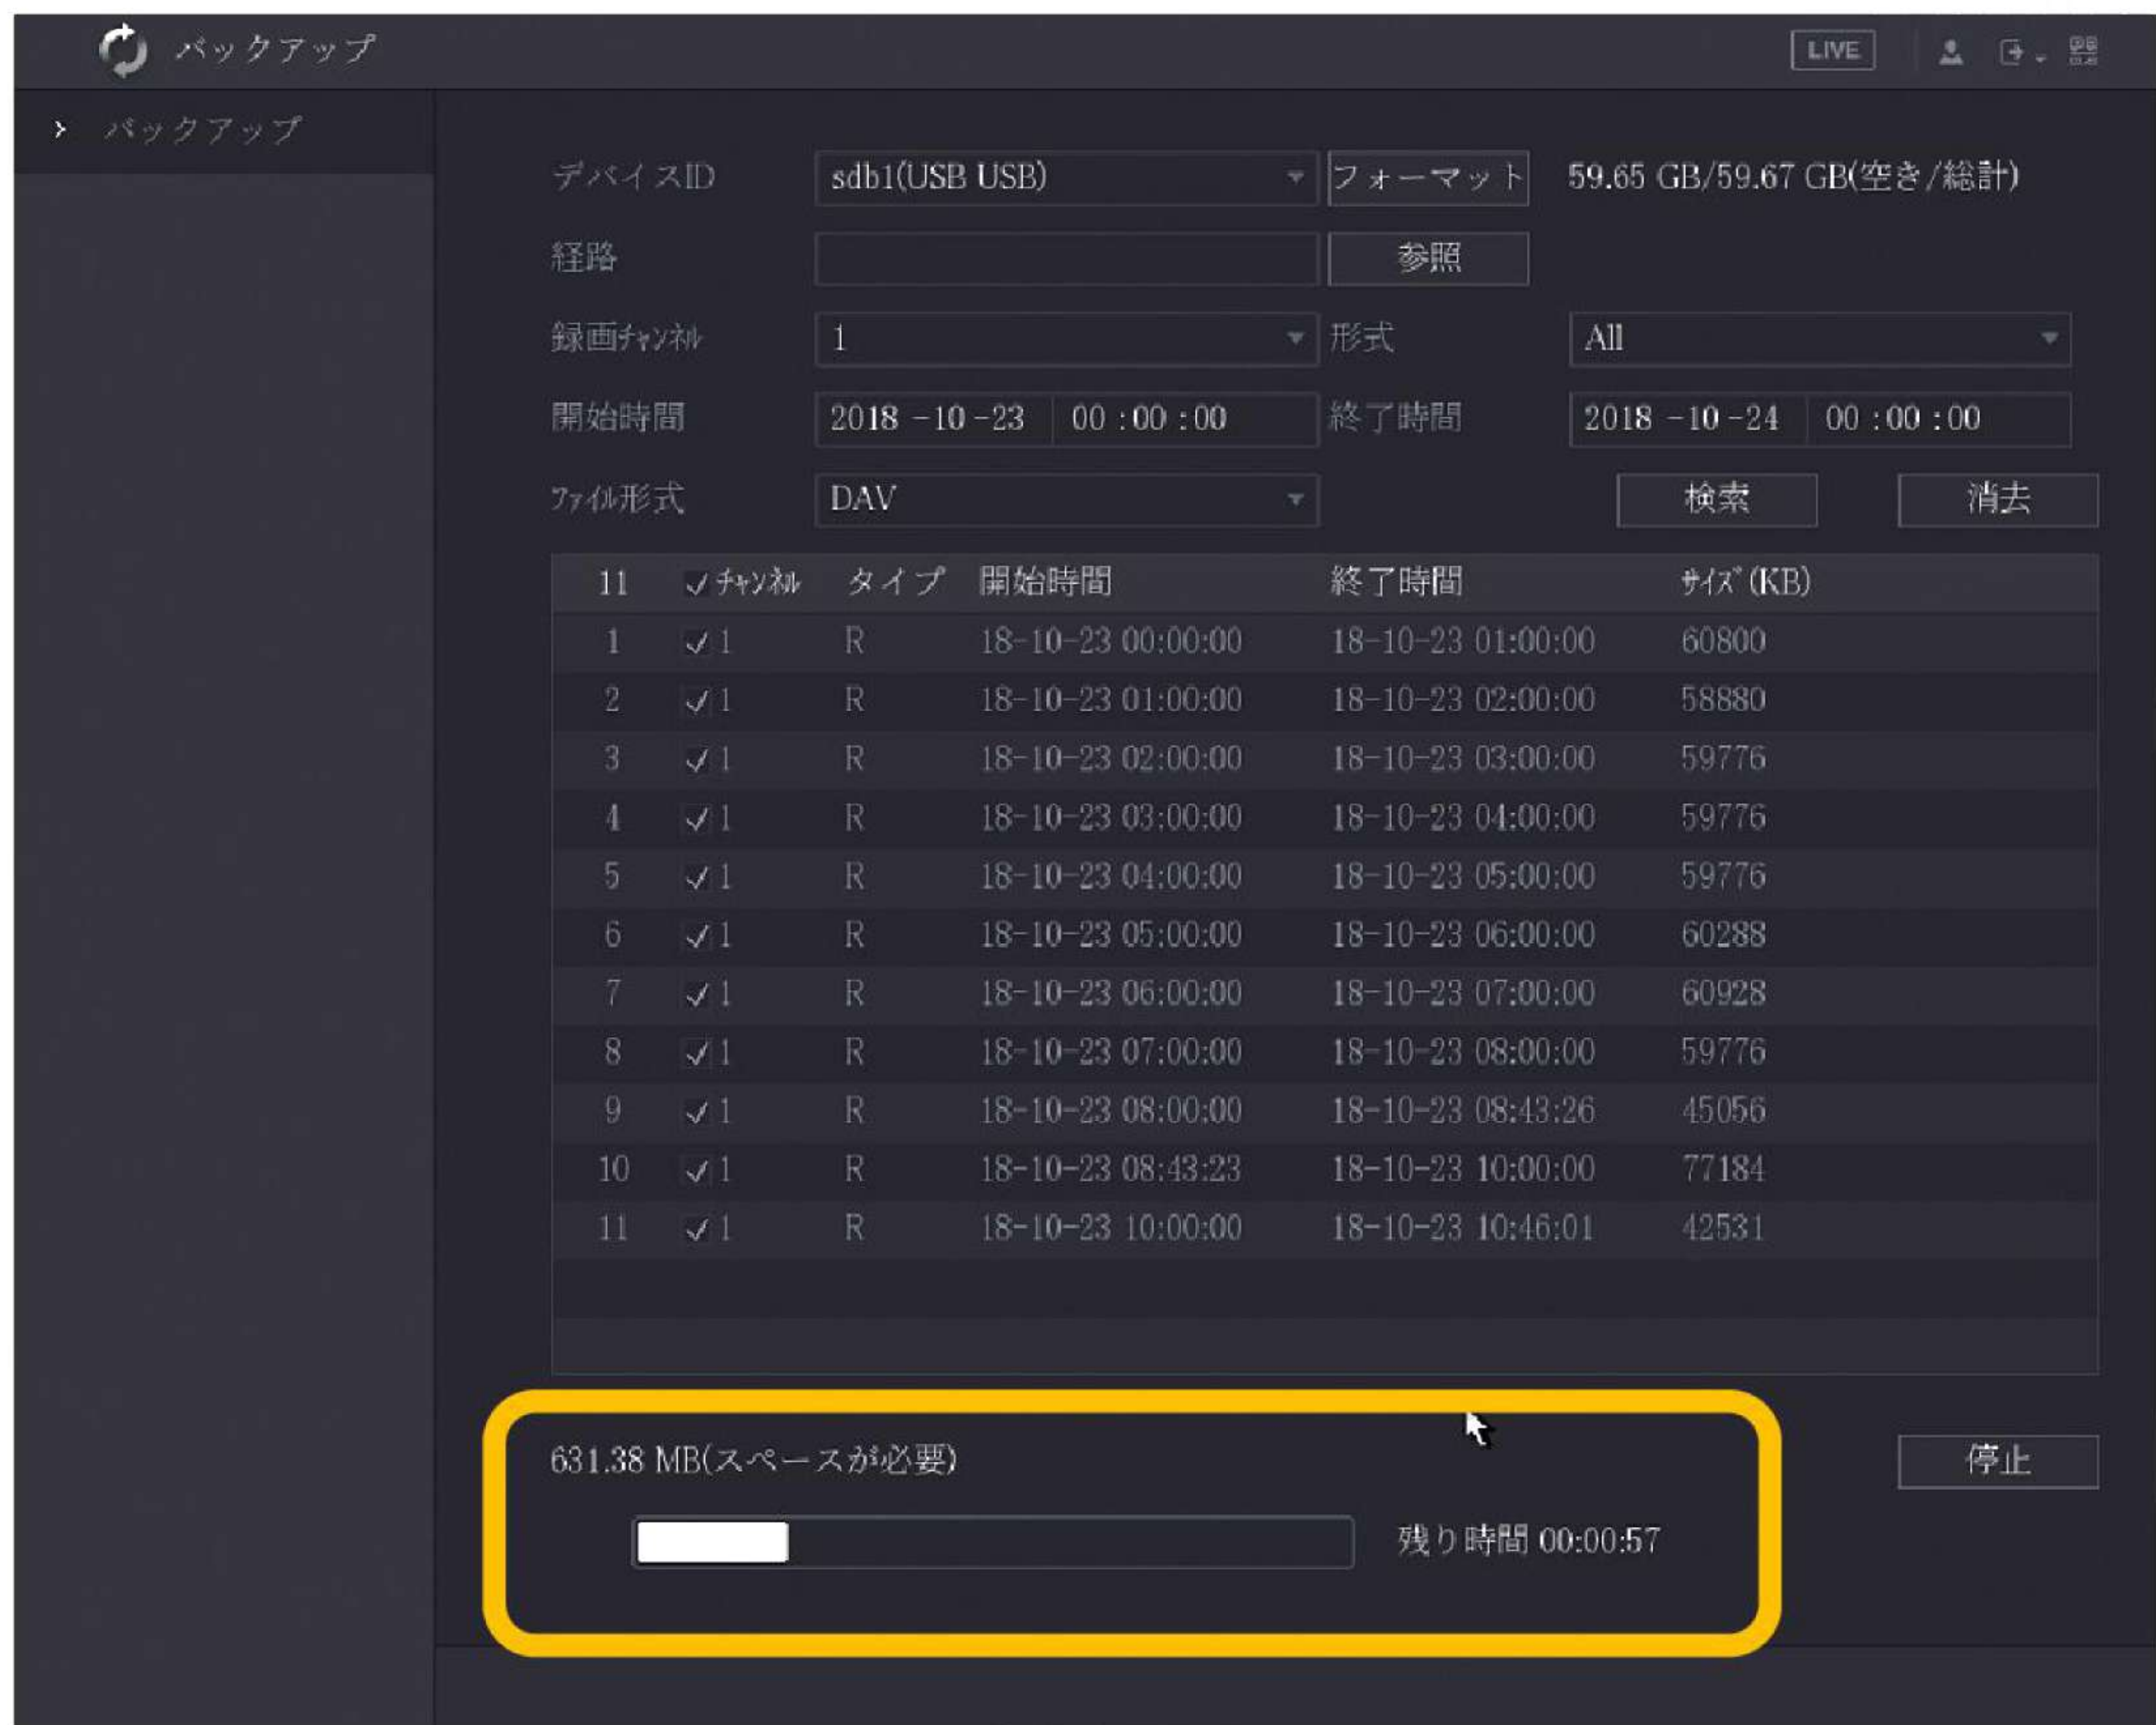 バックアップ LIVE
バックアップ
デバイスID sdb1(USB USB) フォーマット 59.65 GB/59.67 GB(空き/総計)
経路 参照
録画ﾁｬﾝﾈﾙ 1 形式 All
開始時間 2018 -10 -23 00 :00 :00 終了時間 2018 -10 -24 00 :00 :00
ﾌｧｲﾙ形式 DAV 検索 消去
11 ﾁｬﾝﾈﾙ タイプ 開始時間 終了時間 ｻｲｽﾞ(KB)
1 1 R 18-10-23 00:00:00 18-10-23 01:00:00 60800
2 1 R 18-10-23 01:00:00 18-10-23 02:00:00 58880
3 1 R 18-10-23 02:00:00 18-10-23 03:00:00 59776
4 1 R 18-10-23 03:00:00 18-10-23 04:00:00 59776
5 1 R 18-10-23 04:00:00 18-10-23 05:00:00 59776
6 1 R 18-10-23 05:00:00 18-10-23 06:00:00 60288
7 1 R 18-10-23 06:00:00 18-10-23 07:00:00 60928
8 1 R 18-10-23 07:00:00 18-10-23 08:00:00 59776
9 1 R 18-10-23 08:00:00 18-10-23 08:43:26 45056
10 1 R 18-10-23 08:43:23 18-10-23 10:00:00 77184
11 1 R 18-10-23 10:00:00 18-10-23 10:46:01 42531
631.38 MB(スペースが必要) 停止
残り時間 00:00:57